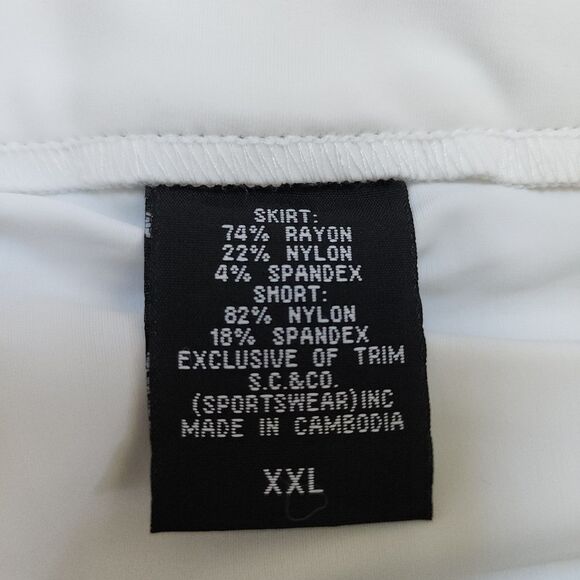 SKIRT:
74% RAYON
22% NYLON
4% SPANDEX
SHORT:
82% NYLON
18% SPANDEX
EXCLUSIVE OF TRIM
S.C.&CO.
(SPORTSWEAR)INC
MADE IN CAMBODIA
XXL